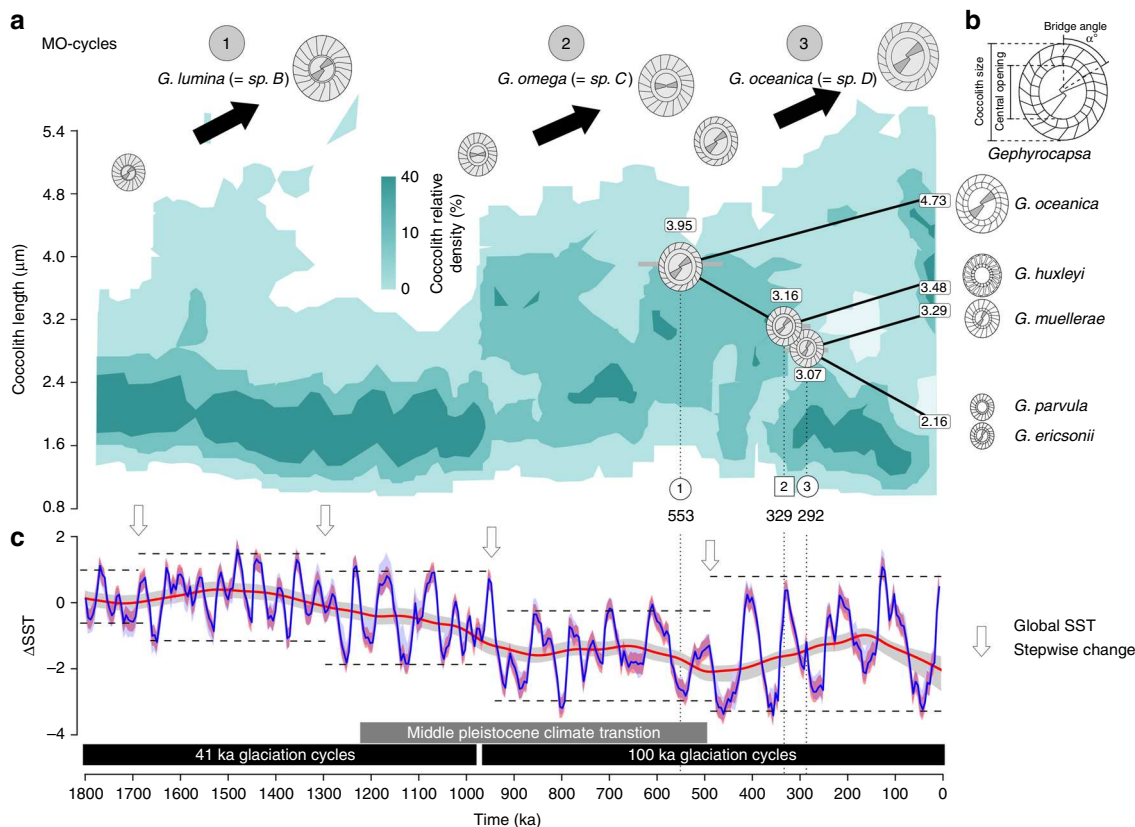 a
MO-cycles
1
2
3
G. lumina (= sp. B)
G. omega (= sp. C)
G. oceanica (= sp. D)
b
Bridge angle
α°
Coccolith size
Central opening
Gephyrocapsa
5.4
4.8
4.0
3.2
2.4
1.6
0.8
Coccolith length (μm)
40
10
0
Coccolith relative
density (%)
3.95
3.16
3.07
4.73
3.48
3.29
2.16
G. oceanica
G. huxleyi
G. muellerae
G. parvula
G. ericsonii
1
2
3
553
329
292
c
2
0
−2
−4
ΔSST
Global SST
Stepwise change
Middle pleistocene climate transtion
41 ka glaciation cycles
100 ka glaciation cycles
1800 1700 1600 1500 1400 1300 1200 1100 1000 900 800 700 600 500 400 300 200 100 0
Time (ka)